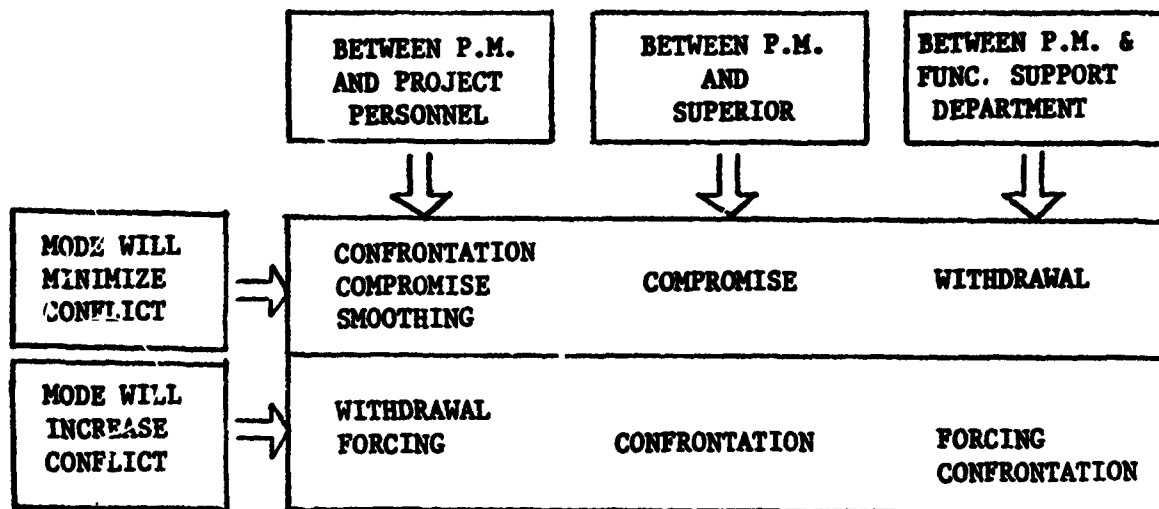 BETWEEN P.M.
AND PROJECT
PERSONNEL
BETWEEN P.M.
AND
SUPERIOR
BETWEEN P.M. &
FUNC. SUPPORT
DEPARTMENT
MODE WILL
MINIMIZE
CONFLICT
CONFRONTATION
COMPROMISE
SMOOTHING
COMPROMISE
WITHDRAWAL
MODE WILL
INCREASE
CONFLICT
WITHDRAWAL
FORCING
CONFRONTATION
FORCING
CONFRONTATION